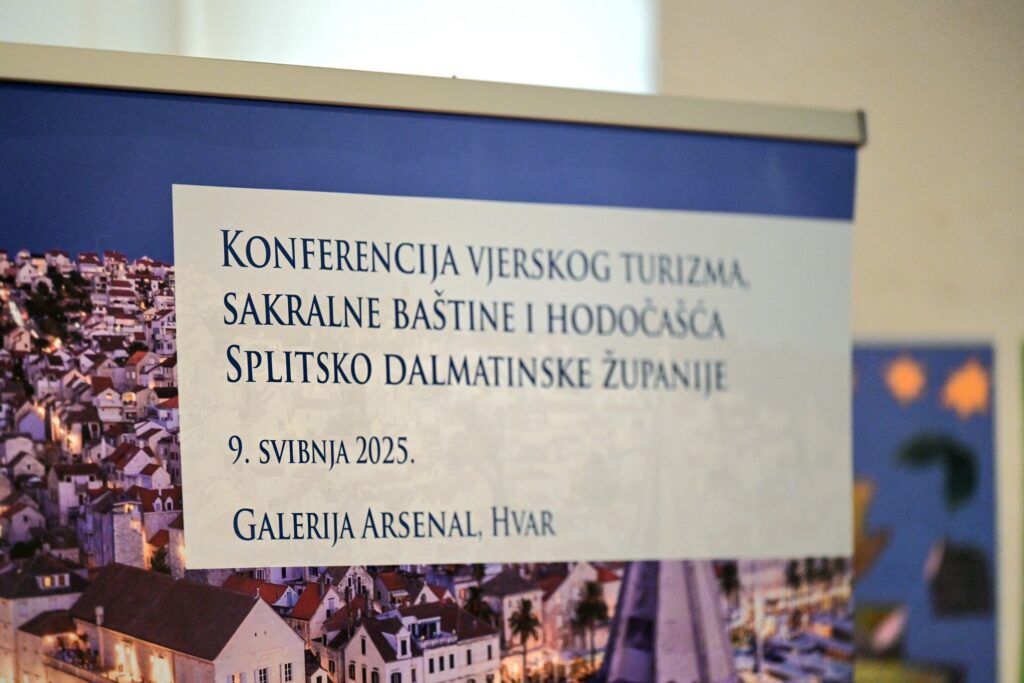 Konferencija vjerskog turizma,
sakralne baštine i hodočašća
Splitsko dalmatinske županije
9. svibnja 2025.
Galerija Arsenal, Hvar